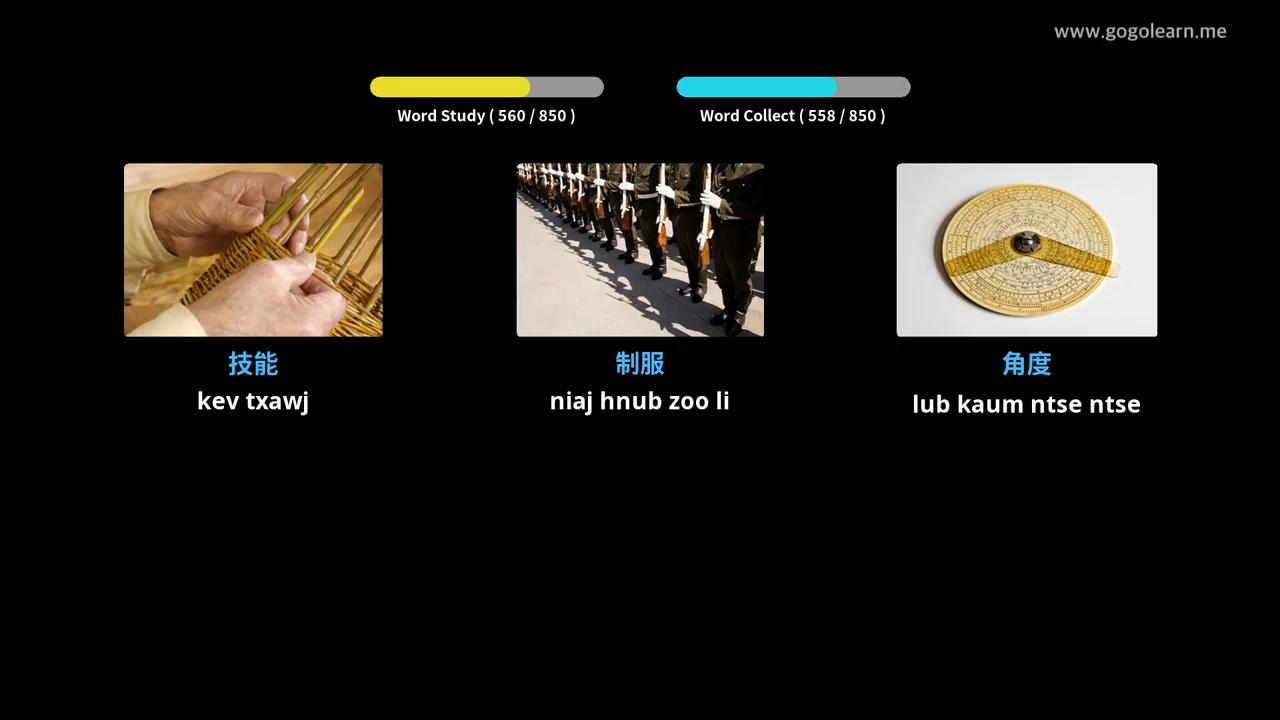 www.gogolearn.me
Word Study ( 560 / 850 )
Word Collect ( 558 / 850 )
技能
kev txawj
制服
niaj hnub zoo li
角度
lub kaum ntse ntse